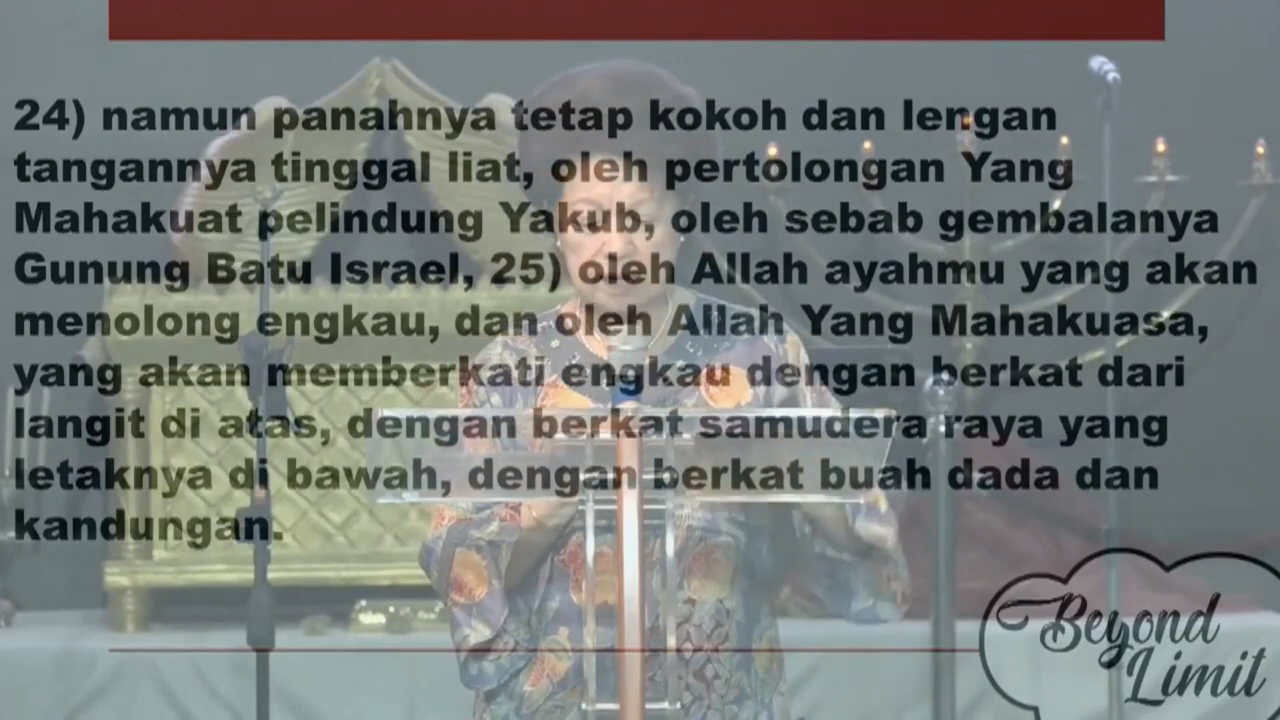 24) namun panahnya tetap kokoh dan lengan
tangannya tinggal liat, oleh pertolongan Yang
Mahakuat pelindung Yakub, oleh sebab gembalanya
Gunung Batu Israel, 25) oleh Allah ayahmu yang akan
menolong engkau, dan oleh Allah Yang Mahakuasa,
yang akan memberkati engkau dengan berkat dari
langit di atas, dengan berkat samudera raya yang
letaknya di bawah, dengan berkat buah dada dan
kandungan.
Beyond
Limit